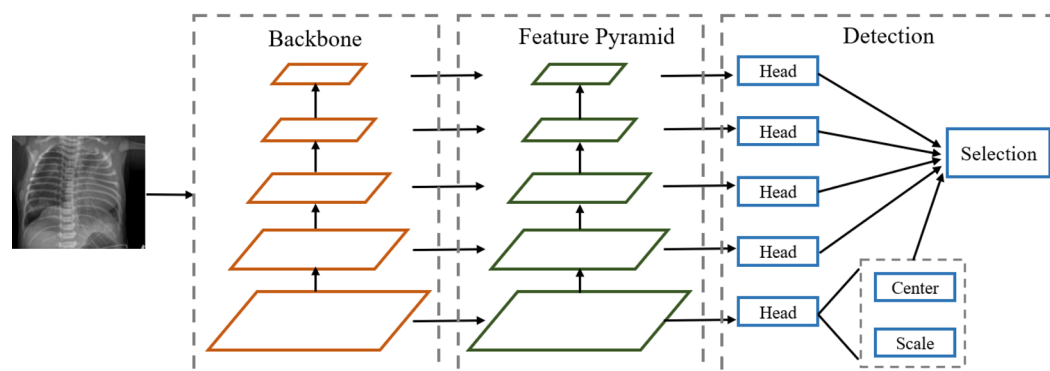 Backbone
Feature Pyramid
Detection
Head
Head
Head
Head
Head
Selection
Center
Scale